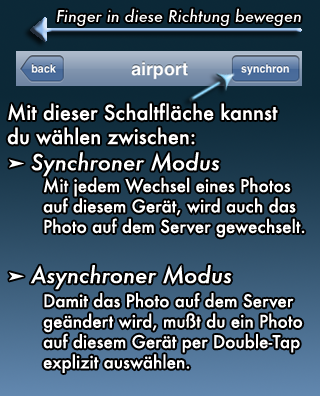 Finger in diese Richtung bewegen
back airport synchron
Mit dieser Schaltfläche kannst
du wählen zwischen:
➤ Synchroner Modus
Mit jedem Wechsel eines Photos
auf diesem Gerät, wird auch das
Photo auf dem Server gewechselt.
➤ Asynchroner Modus
Damit das Photo auf dem Server
geändert wird, mußt du ein Photo
auf diesem Gerät per Double-Tap
explizit auswählen.